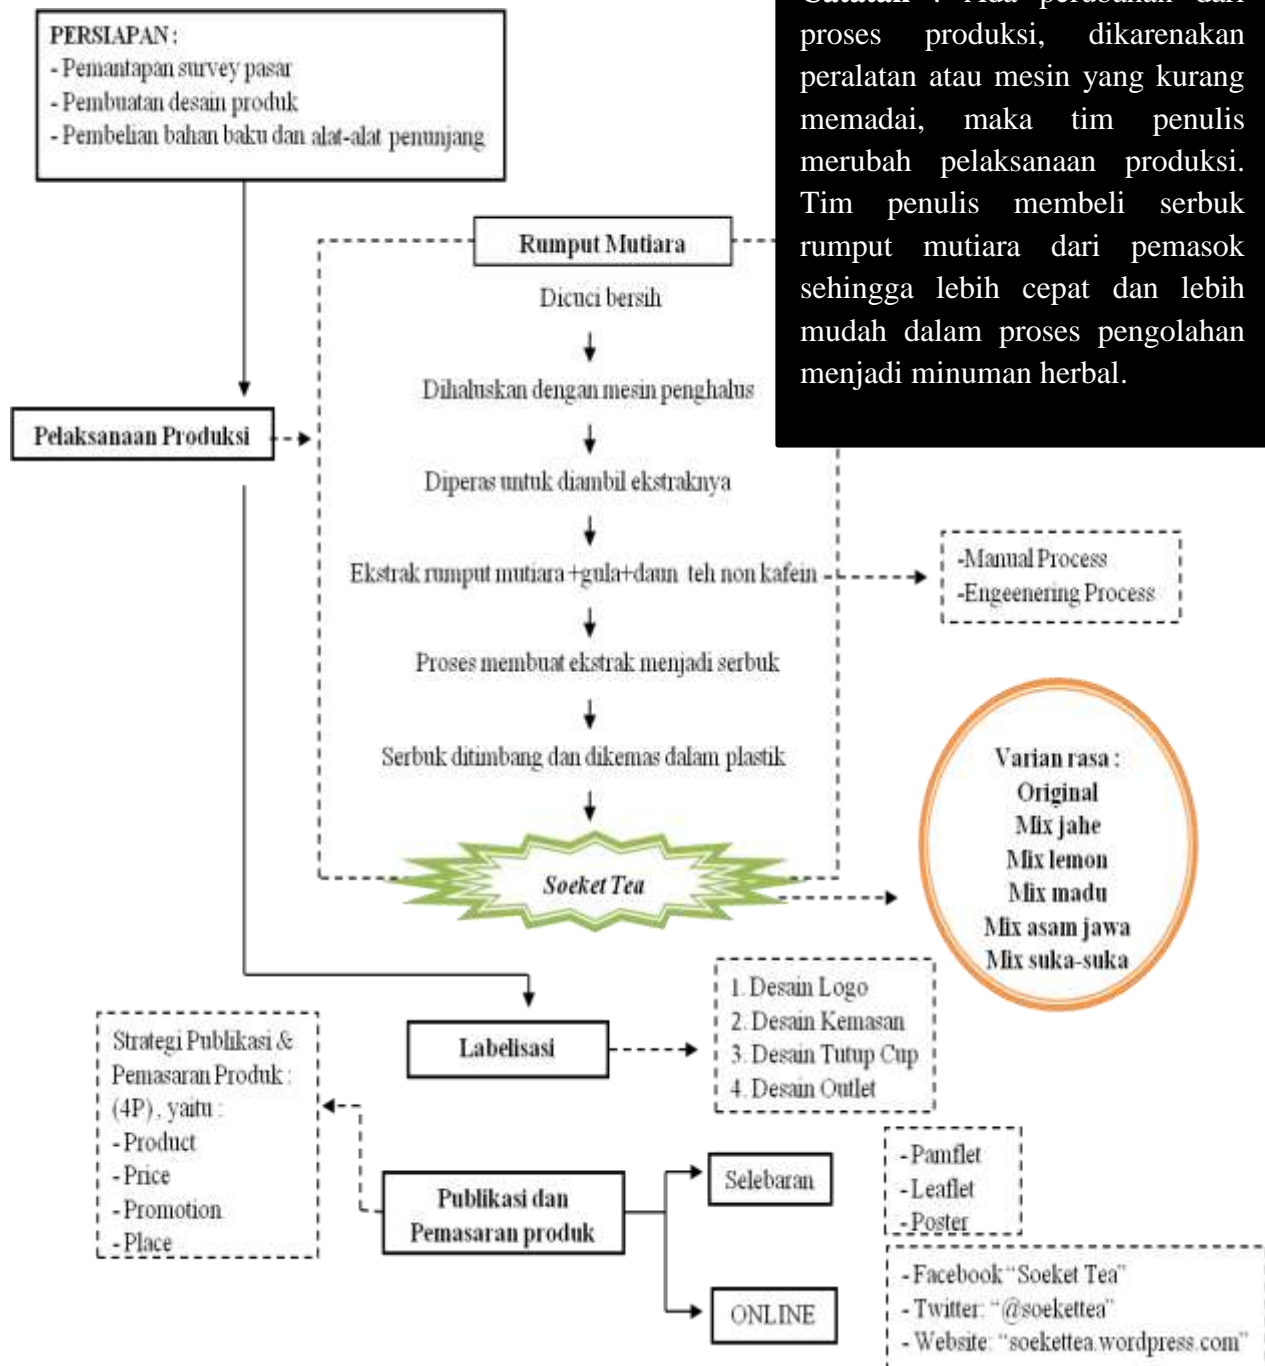 PERSIAPAN :
- Pemantapan survey pasar
- Pembuatan desain produk
- Pembelian bahan baku dan alat-alat penunjang
Catatan : Ada perubahan dari
proses produksi, dikarenakan
peralatan atau mesin yang kurang
memadai, maka tim penulis
merubah pelaksanaan produksi.
Tim penulis membeli serbuk
rumput mutiara dari pemasok
sehingga lebih cepat dan lebih
mudah dalam proses pengolahan
menjadi minuman herbal.
Rumput Mutiara
Dicuci bersih
Dihaluskan dengan mesin penghalus
Pelaksanaan Produksi
Diperas untuk diambil ekstraknya
Ekstrak rumput mutiara +gula+daun teh non kafein
-Manual Process
-Engeenering Process
Proses membuat ekstrak menjadi serbuk
Serbuk ditimbang dan dikemas dalam plastik
Soeket Tea
Varian rasa :
Original
Mix jahe
Mix lemon
Mix madu
Mix asam jawa
Mix suka-suka
Labelisasi
1. Desain Logo
2. Desain Kemasan
3. Desain Tutup Cup
4. Desain Outlet
Strategi Publikasi &
Pemasaran Produk :
(4P) , yaitu :
- Product
- Price
- Promotion
- Place
Publikasi dan
Pemasaran produk
Selebaran
- Pamflet
- Leaflet
- Poster
ONLINE
- Facebook “Soeket Tea”
- Twitter: “@soekettea”
- Website: “soekettea.wordpress.com”